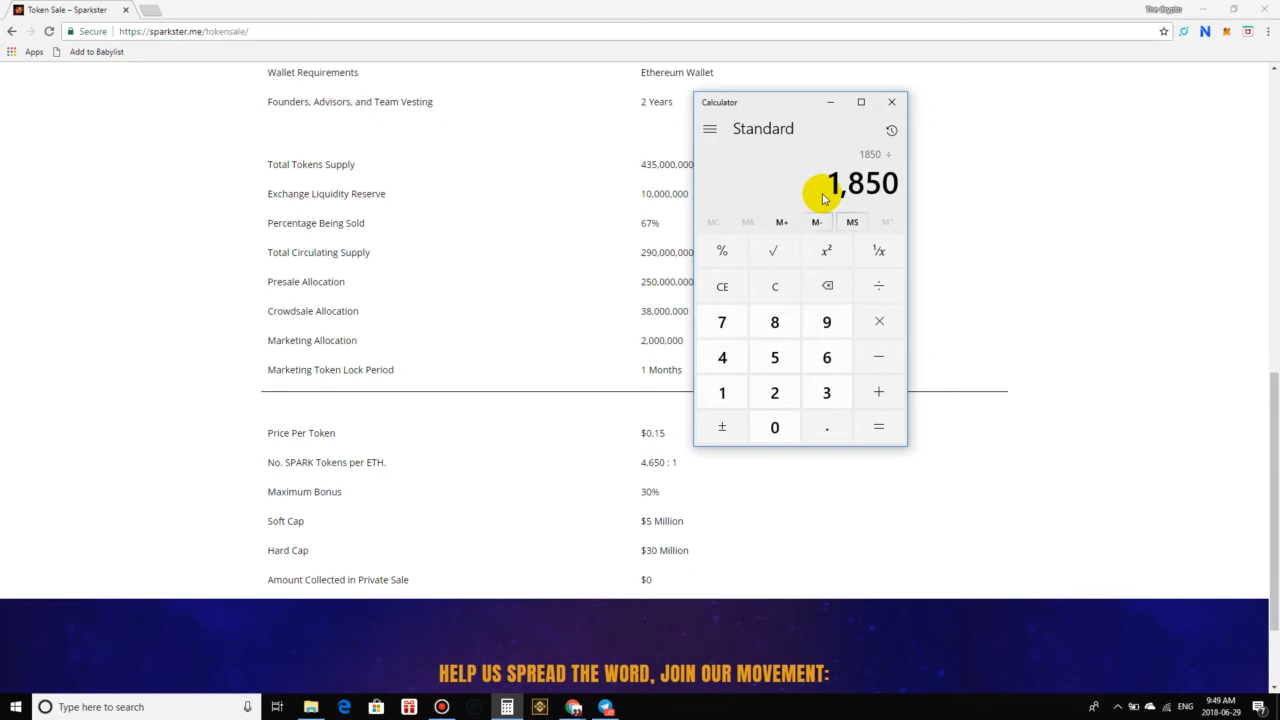 Token Sale – Sparkster
The Crypto
Secure https://sparkster.me/tokensale/
Apps Add to Babylist
Wallet Requirements Ethereum Wallet
Founders, Advisors, and Team Vesting 2 Years
Total Tokens Supply 435,000,000
Exchange Liquidity Reserve 10,000,000
Percentage Being Sold 67%
Total Circulating Supply 290,000,000
Presale Allocation 250,000,000
Crowdsale Allocation 38,000,000
Marketing Allocation 2,000,000
Marketing Token Lock Period 1 Months
Price Per Token $0.15
No. SPARK Tokens per ETH. 4,650 : 1
Maximum Bonus 30%
Soft Cap $5 Million
Hard Cap $30 Million
Amount Collected in Private Sale $0
Calculator
Standard
1850 ÷
1,850
MC MR M+ M- MS M˅
% √ x² ¹/x
CE C ÷
7 8 9 ×
4 5 6 −
1 2 3 +
± 0 . =
HELP US SPREAD THE WORD, JOIN OUR MOVEMENT:
Type here to search
ENG
9:49 AM
2018-06-29